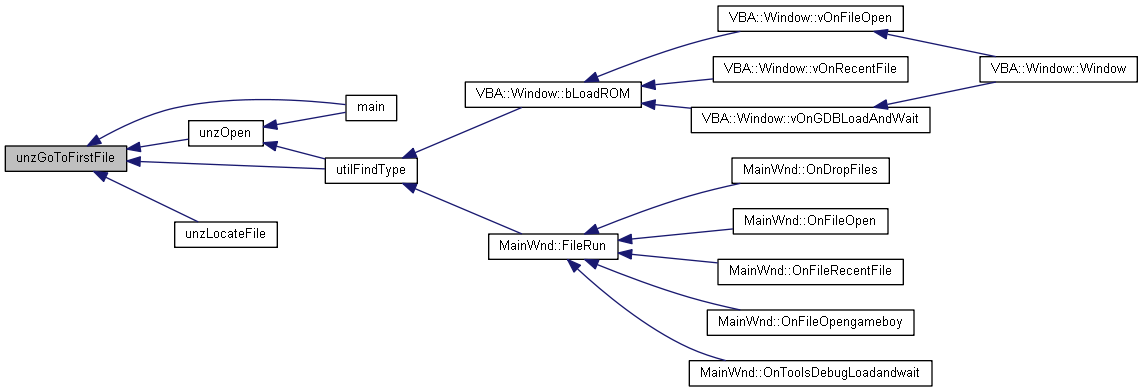 VBA::Window::vOnFileOpen
VBA::Window::Window
VBA::Window::vOnRecentFile
VBA::Window::bLoadROM
main
VBA::Window::vOnGDBLoadAndWait
unzOpen
unzGoToFirstFile
utilFindType
MainWnd::OnDropFiles
MainWnd::OnFileOpen
unzLocateFile
MainWnd::FileRun
MainWnd::OnFileRecentFile
MainWnd::OnFileOpengameboy
MainWnd::OnToolsDebugLoadandwait